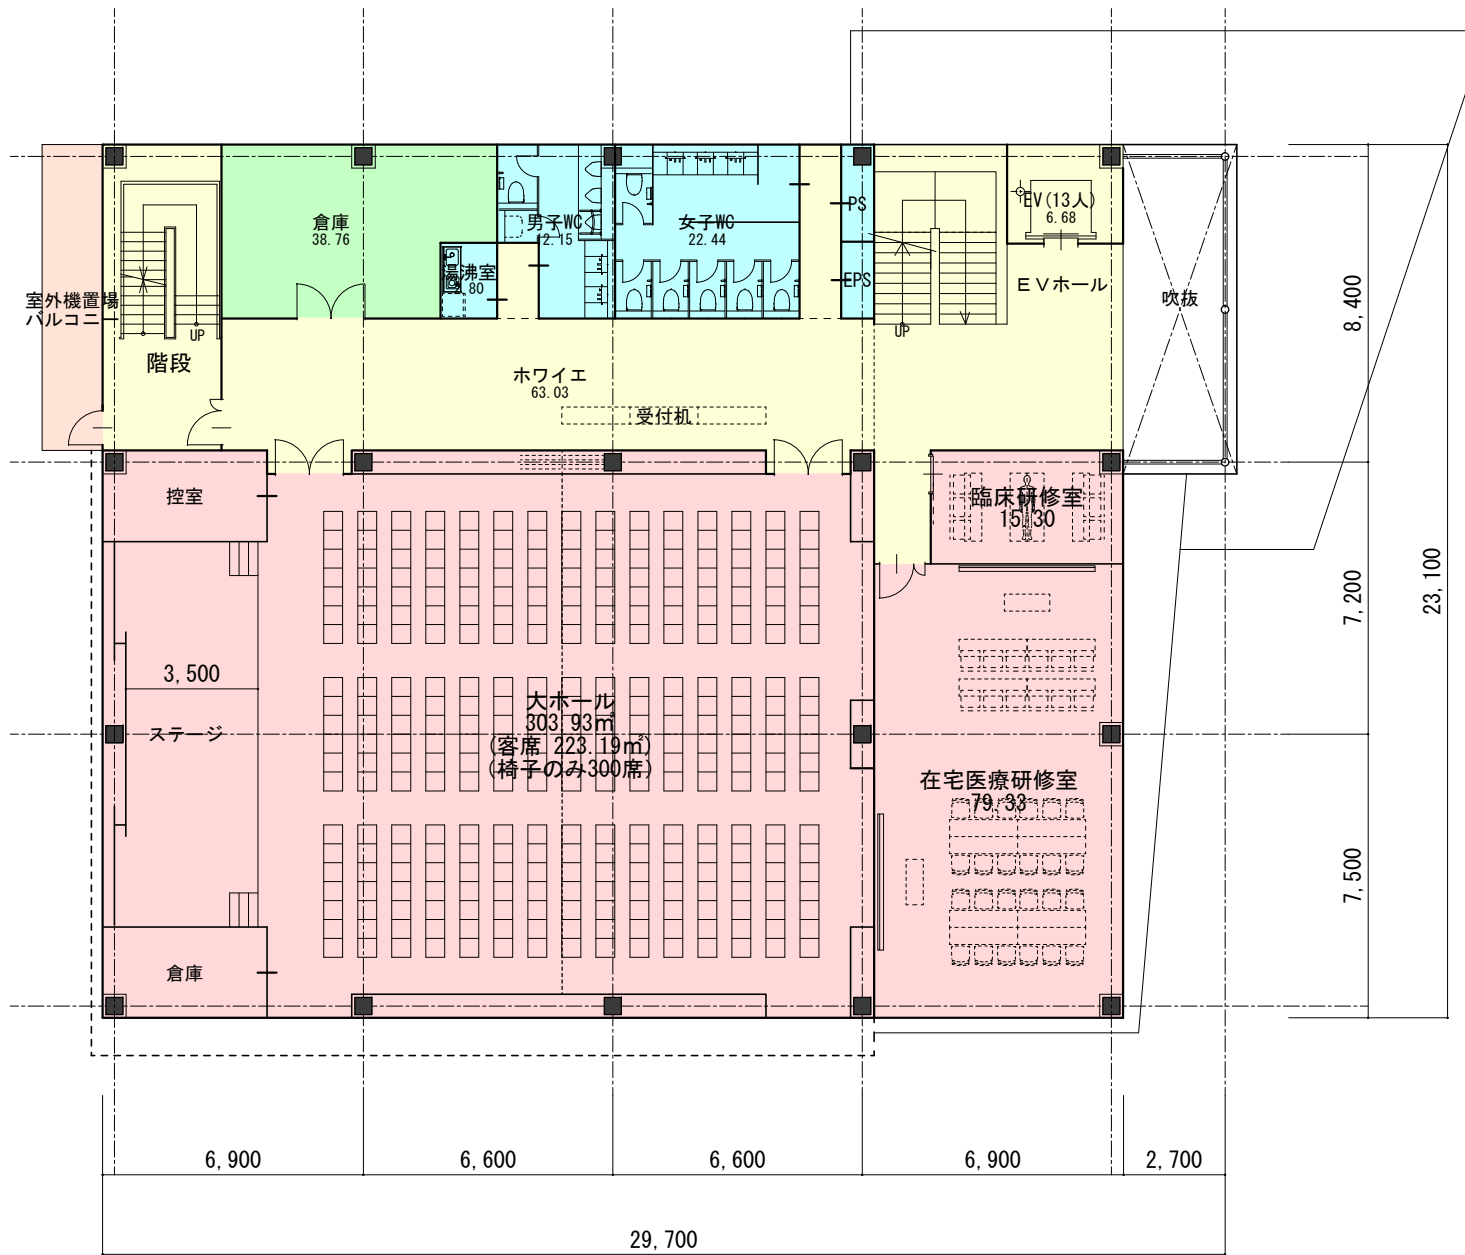 EV(13人)
6.68
倉庫
38.76
男子WC
12.15
女子WC
22.44
PS
湯沸室
EPS
EVホール
室外機置場
バルコニー
吹抜
UP
UP
階段
ホワイエ
63.03
受付机
8,400
控室
臨床研修室
15.30
7,200
23,100
3,500
ステージ
大ホール
303.93㎡
(客席 223.19㎡)
(椅子のみ300席)
在宅医療研修室
79.33
7,500
倉庫
6,900
6,600
6,600
6,900
2,700
29,700